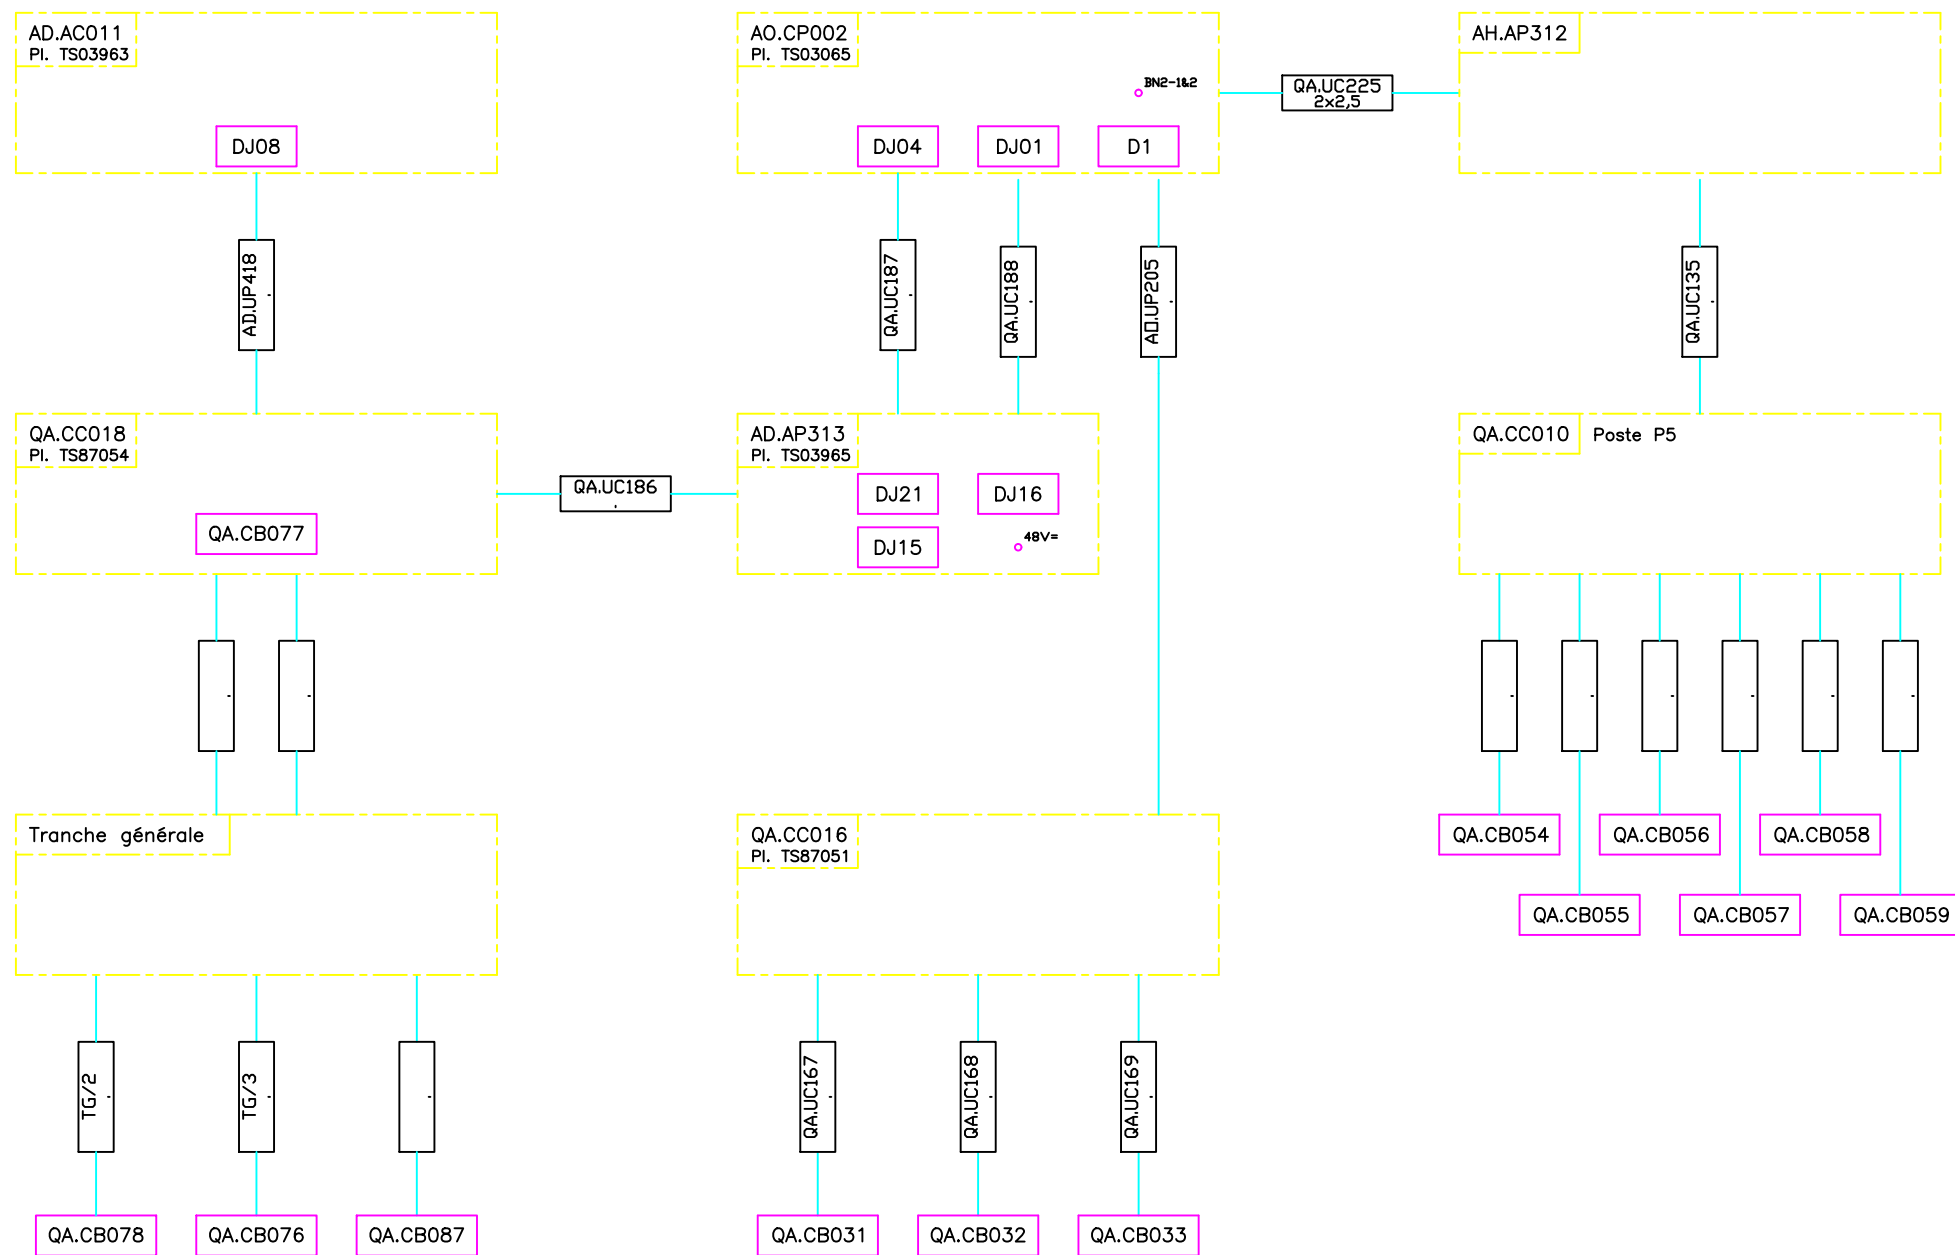 AD.AC011
Pl. TS03963
DJ08
AO.CP002
Pl. TS03065
BN2-1&2
DJ04
DJ01
D1
QA.UC225
2x2,5
AH.AP312
AD.UP418
QA.UC187
QA.UC188
AO.UP205
QA.UC135
QA.CC018
Pl. TS87054
QA.CB077
QA.UC186
AD.AP313
Pl. TS03965
DJ21
DJ16
DJ15
48V=
QA.CC010
Poste P5
Tranche générale
QA.CC016
Pl. TS87051
QA.CB054
QA.CB056
QA.CB058
QA.CB055
QA.CB057
QA.CB059
TG/2
TG/3
QA.UC167
QA.UC168
QA.UC169
QA.CB078
QA.CB076
QA.CB087
QA.CB031
QA.CB032
QA.CB033